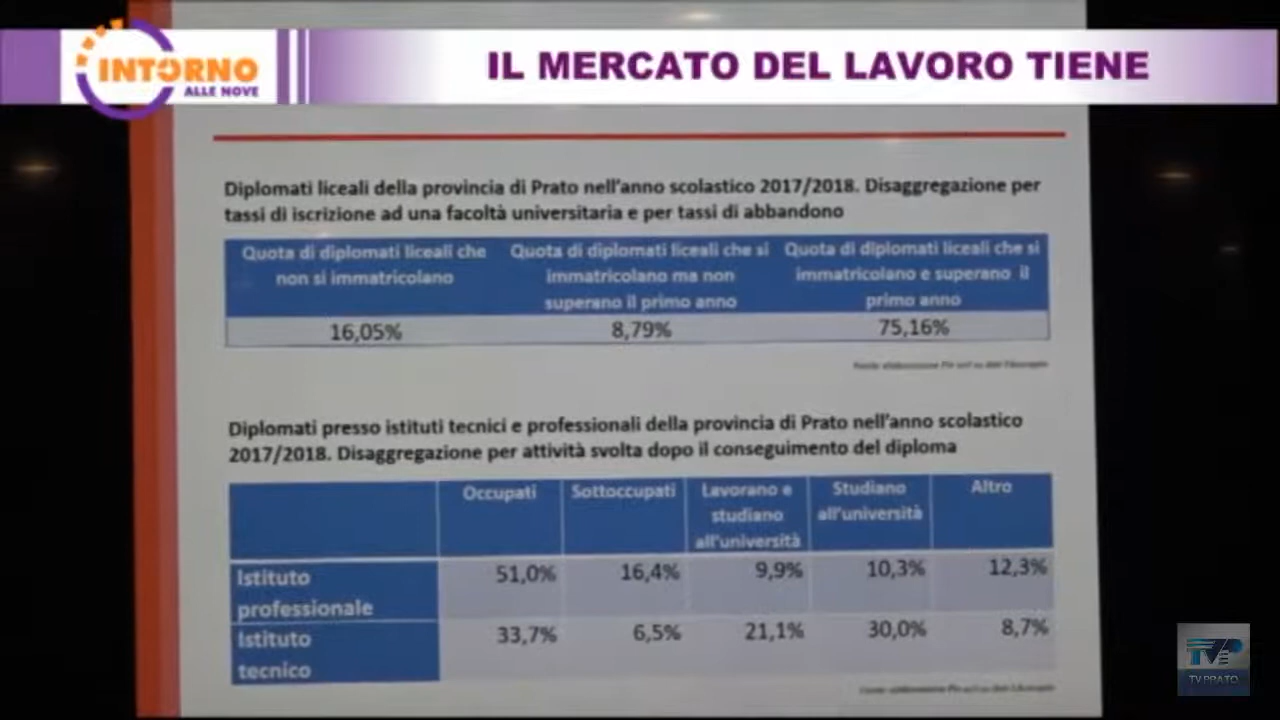 INTORNO
ALLE NOVE
IL MERCATO DEL LAVORO TIENE
Diplomati liceali della provincia di Prato nell'anno scolastico 2017/2018. Disaggregazione per
tassi di iscrizione ad una facoltà universitaria e per tassi di abbandono
Quota di diplomati liceali che
non si immatricolano
Quota di diplomati liceali che si
immatricolano ma non
superano il primo anno
Quota di diplomati liceali che si
immatricolano e superano il
primo anno
16,05%
8,79%
75,16%
Diplomati presso istituti tecnici e professionali della provincia di Prato nell'anno scolastico
2017/2018. Disaggregazione per attività svolta dopo il conseguimento del diploma
Occupati
Sottoccupati
Lavorano e
studiano
all'università
Studiano
all'università
Altro
Istituto
professionale
51,0%
16,4%
9,9%
10,3%
12,3%
Istituto
tecnico
33,7%
6,5%
21,1%
30,0%
8,7%
TVP
TV PRATO